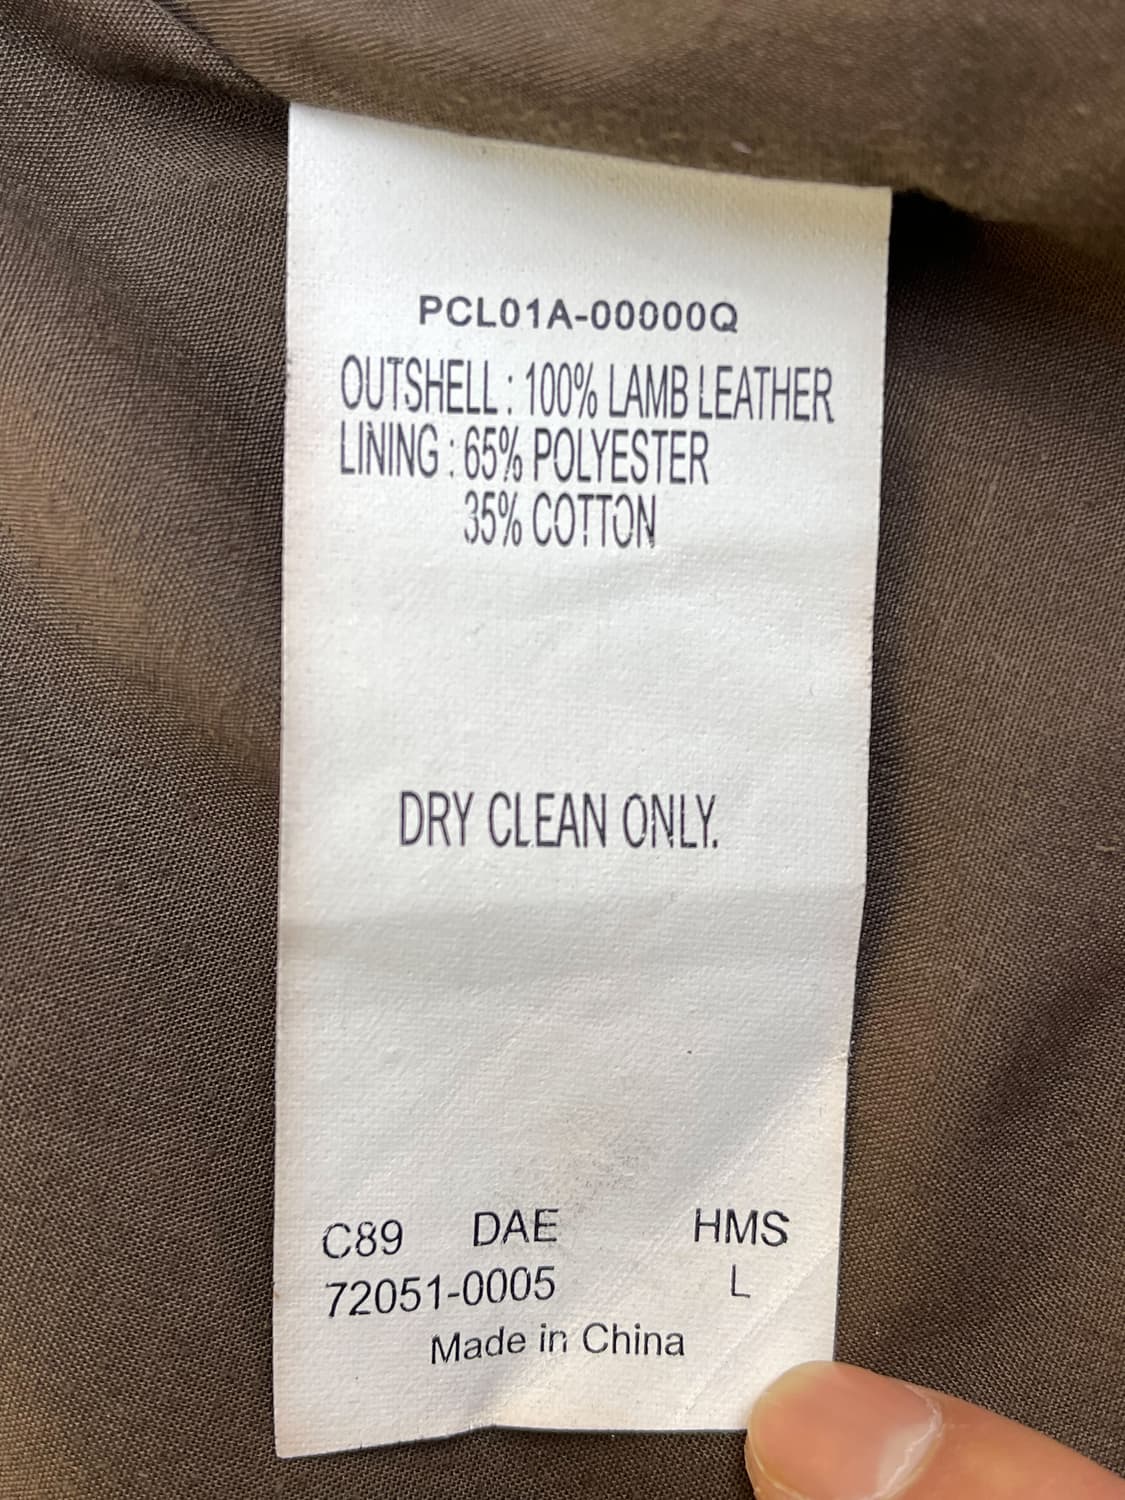 PCL01A-00000Q
OUTSHELL : 100% LAMB LEATHER
LINING : 65% POLYESTER
35% COTTON
DRY CLEAN ONLY.
C89 DAE HMS
72051-0005 L
Made in China